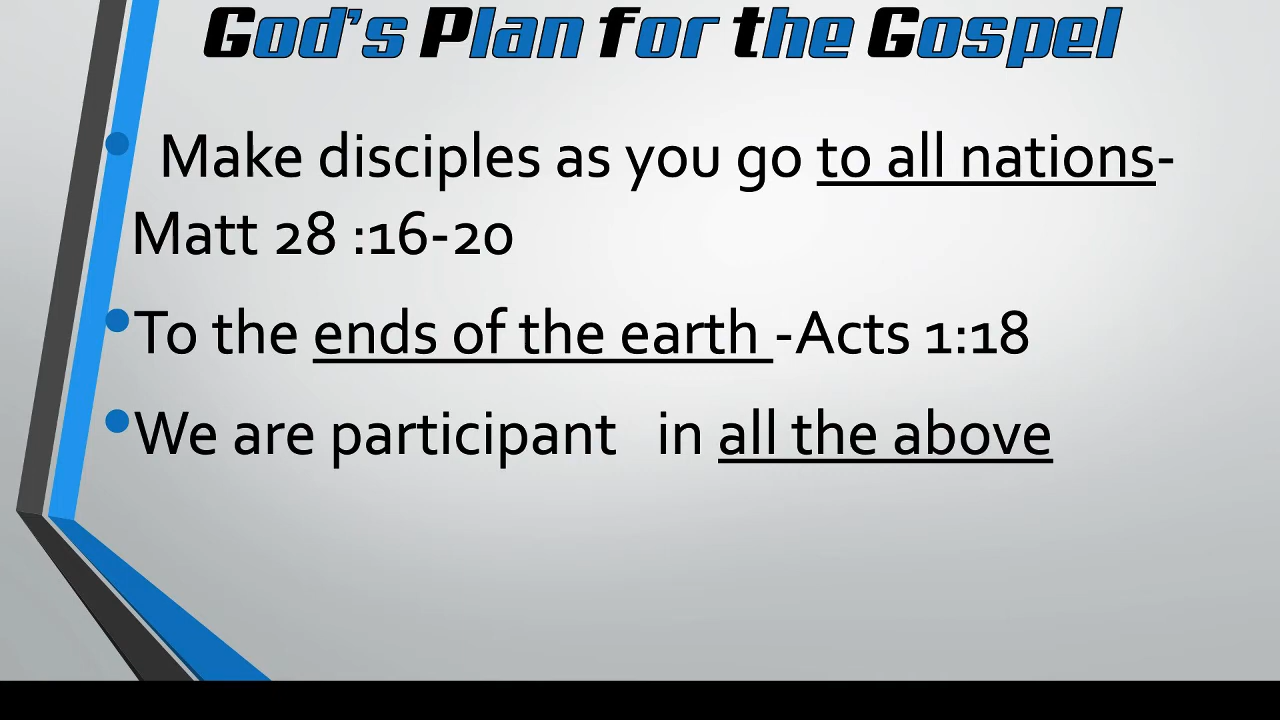 God's Plan for the Gospel
• Make disciples as you go to all nations-
Matt 28 :16-20
•To the ends of the earth -Acts 1:18
•We are participant   in all the above